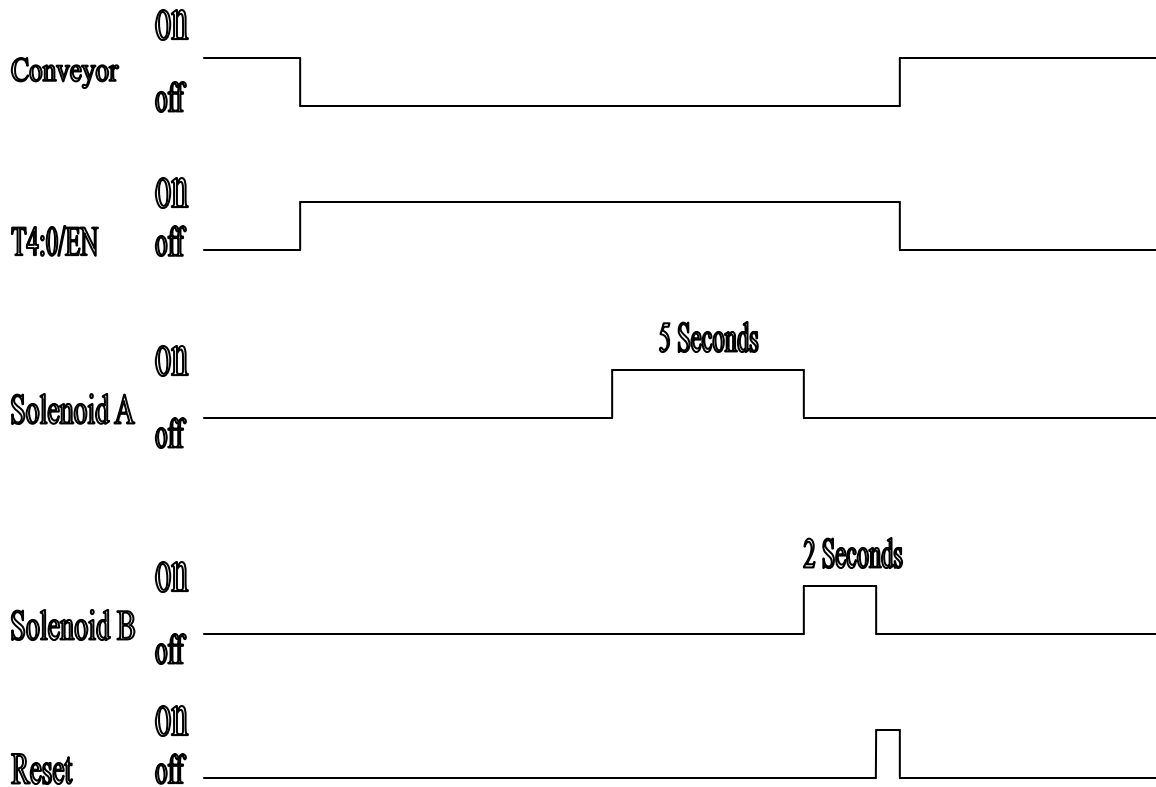 on
Conveyor
off
on
T4:0/EN
off
5 Seconds
on
Solenoid A
off
2 Seconds
on
Solenoid B
off
on
Reset
off